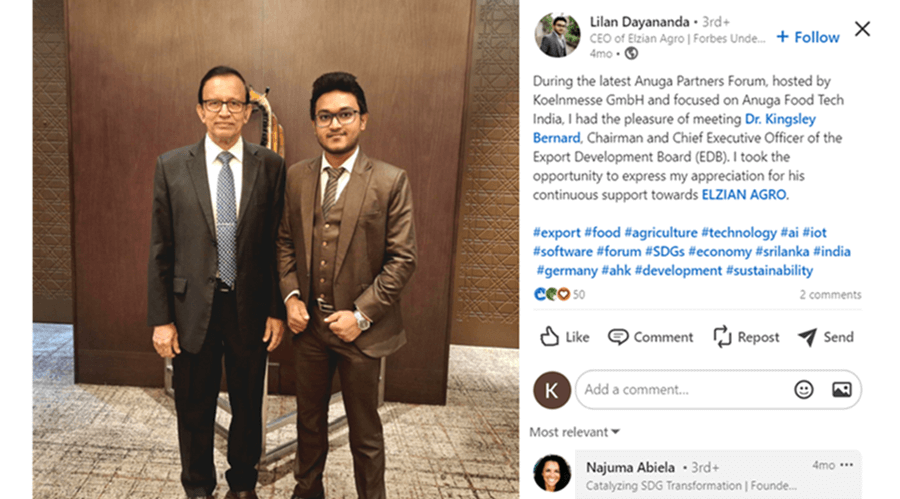 Lilan Dayananda • 3rd+
CEO of Elzian Agro | Forbes Unde...
4mo •
+ Follow
During the latest Anuga Partners Forum, hosted by
Koelnmesse GmbH and focused on Anuga Food Tech
India, I had the pleasure of meeting Dr. Kingsley
Bernard, Chairman and Chief Executive Officer of the
Export Development Board (EDB). I took the
opportunity to express my appreciation for his
continuous support towards ELZIAN AGRO.
#export #food #agriculture #technology #ai #iot
#software #forum #SDGs #economy #srilanka #india
#germany #ahk #development #sustainability
50
2 comments
Like
Comment
Repost
Send
K
Add a comment...
Most relevant
Najuma Abiela • 3rd+
4mo •••
Catalyzing SDG Transformation | Founde...